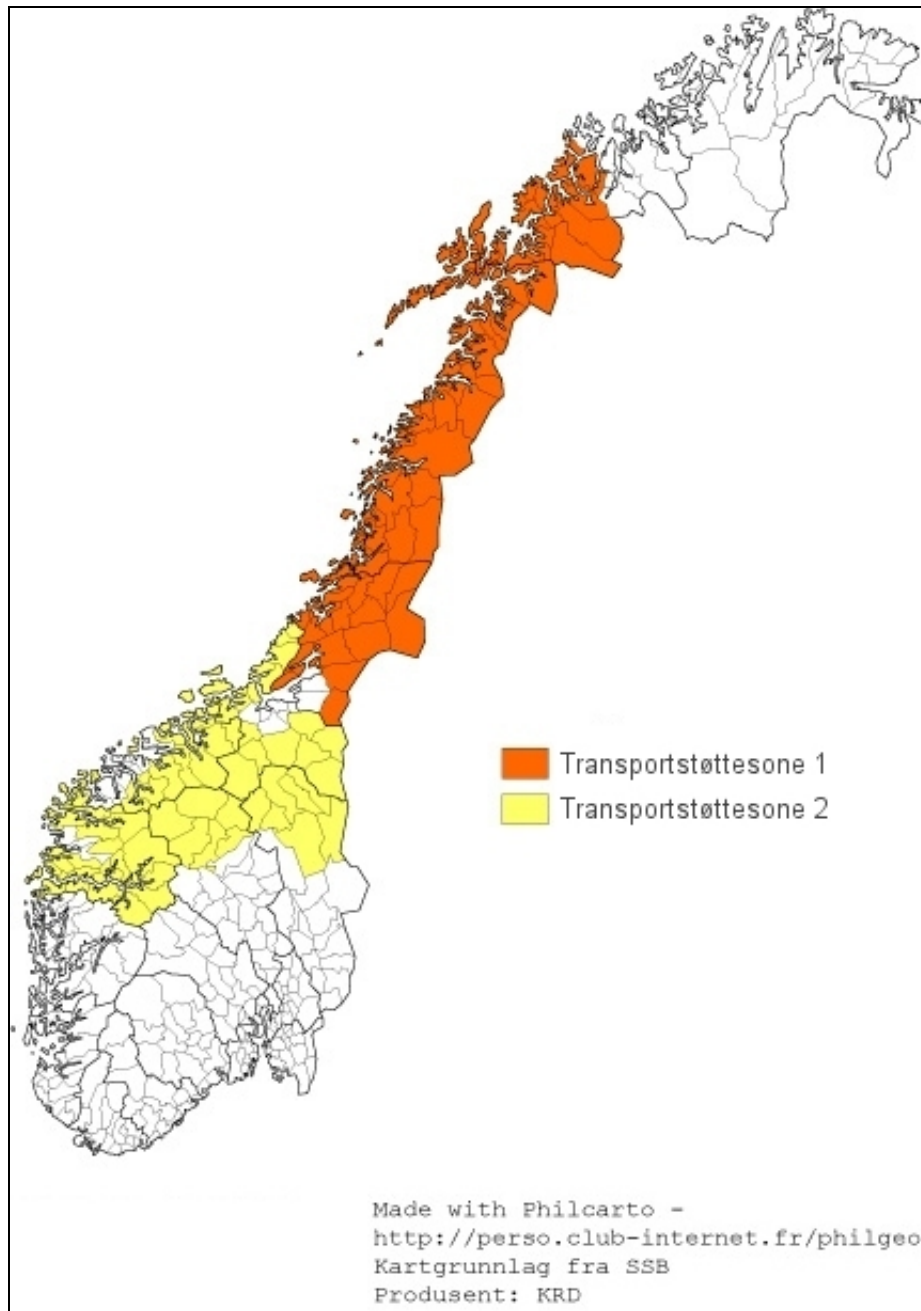 Transportstøttesone 1
Transportstøttesone 2
Made with Philcarto -
http://perso.club-internet.fr/philgeo
Kartgrunnlag fra SSB
Produsent: KRD